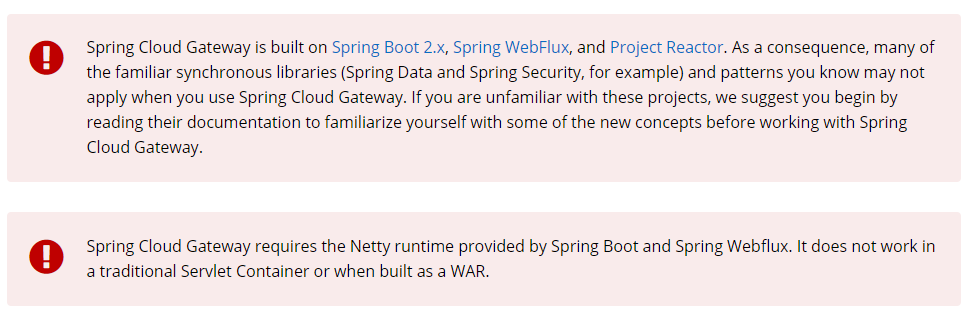 Spring Cloud Gateway is built on Spring Boot 2.x, Spring WebFlux, and Project Reactor. As a consequence, many of
the familiar synchronous libraries (Spring Data and Spring Security, for example) and patterns you know may not
apply when you use Spring Cloud Gateway. If you are unfamiliar with these projects, we suggest you begin by
reading their documentation to familiarize yourself with some of the new concepts before working with Spring
Cloud Gateway.
Spring Cloud Gateway requires the Netty runtime provided by Spring Boot and Spring Webflux. It does not work in
a traditional Servlet Container or when built as a WAR.